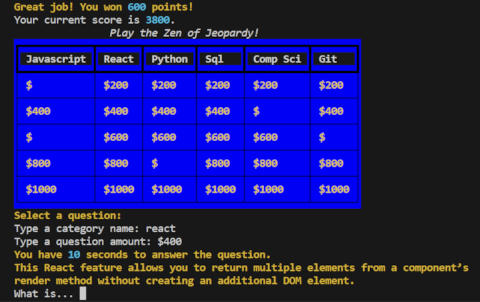 Great job! You won 600 points!
Your current score is 3800.
Play the Zen of Jeopardy!
Javascript React Python Sql Comp Sci Git
$ $200 $200 $200 $200 $200
$400 $400 $400 $400 $ $400
$ $600 $600 $600 $600 $
$800 $800 $ $800 $800 $800
$1000 $1000 $1000 $1000 $1000 $1000
Select a question:
Type a category name: react
Type a question amount: $400
You have 10 seconds to answer the question.
This React feature allows you to return multiple elements from a component’s
render method without creating an additional DOM element.
What is...